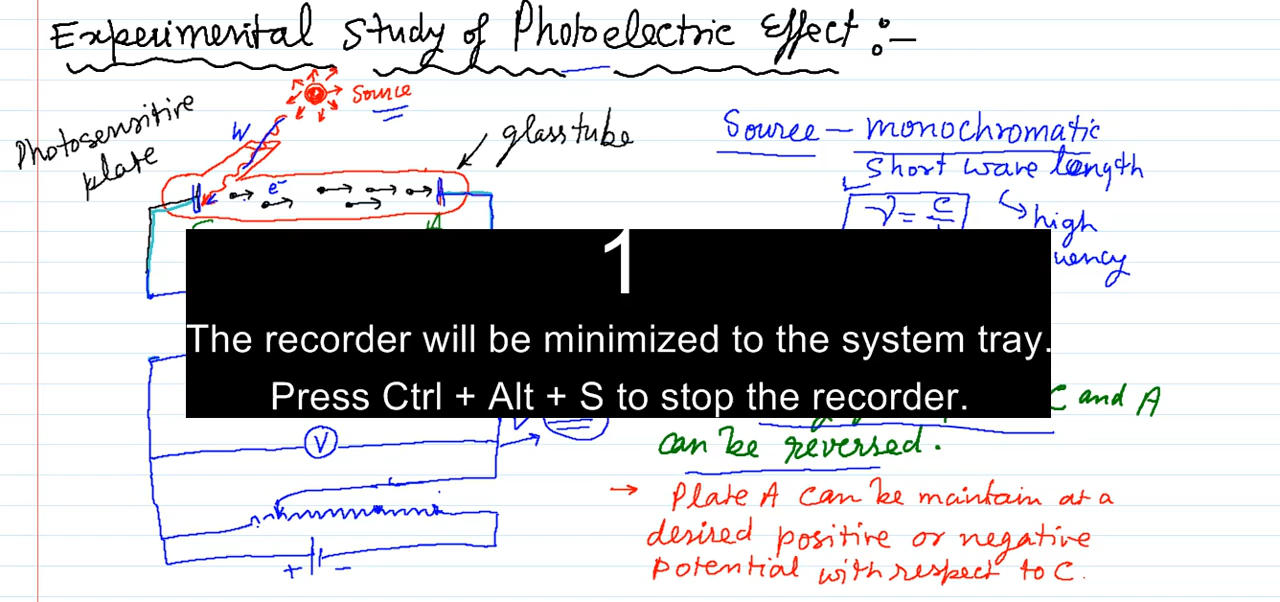 Experimental Study of Photoelectric Effect :-
Source
Photosensitive
plate
W
glass tube
e-
Source - monochromatic
short wave length
ν = c
high
uency
A
1
The recorder will be minimized to the system tray.
Press Ctrl + Alt + S to stop the recorder.
C and A
can be reversed.
V
→ Plate A can be maintain at a
desired positive or negative
potential with respect to C.
+ -